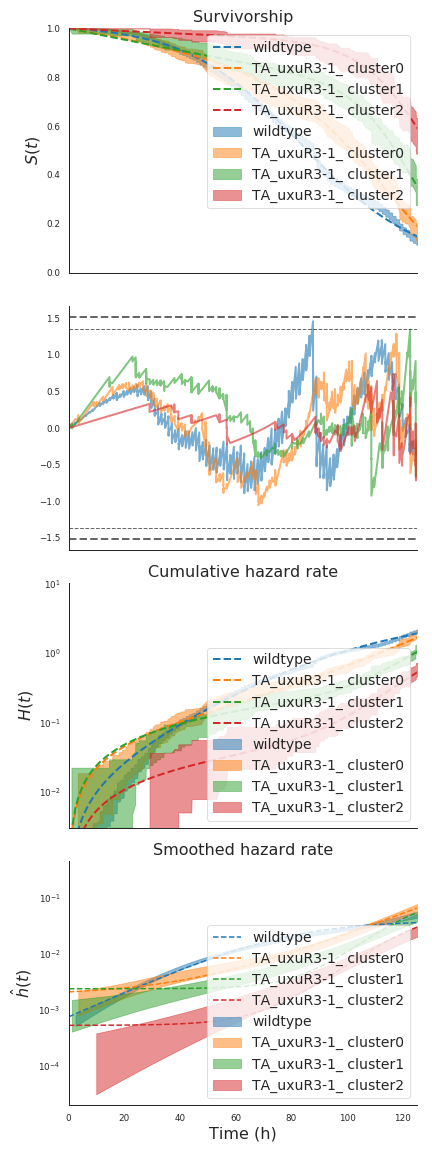 Survivorship
1.0
0.8
0.6
0.4
0.2
0.0
S(t)
wildtype
TA_uxuR3-1_ cluster0
TA_uxuR3-1_ cluster1
TA_uxuR3-1_ cluster2
wildtype
TA_uxuR3-1_ cluster0
TA_uxuR3-1_ cluster1
TA_uxuR3-1_ cluster2
1.5
1.0
0.5
0.0
−0.5
−1.0
−1.5
Cumulative hazard rate
10¹
10⁰
10⁻¹
10⁻²
H(t)
wildtype
TA_uxuR3-1_ cluster0
TA_uxuR3-1_ cluster1
TA_uxuR3-1_ cluster2
wildtype
TA_uxuR3-1_ cluster0
TA_uxuR3-1_ cluster1
TA_uxuR3-1_ cluster2
Smoothed hazard rate
10⁻¹
10⁻²
10⁻³
10⁻⁴
ĥ(t)
wildtype
TA_uxuR3-1_ cluster0
TA_uxuR3-1_ cluster1
TA_uxuR3-1_ cluster2
wildtype
TA_uxuR3-1_ cluster0
TA_uxuR3-1_ cluster1
TA_uxuR3-1_ cluster2
0 20 40 60 80 100 120
Time (h)